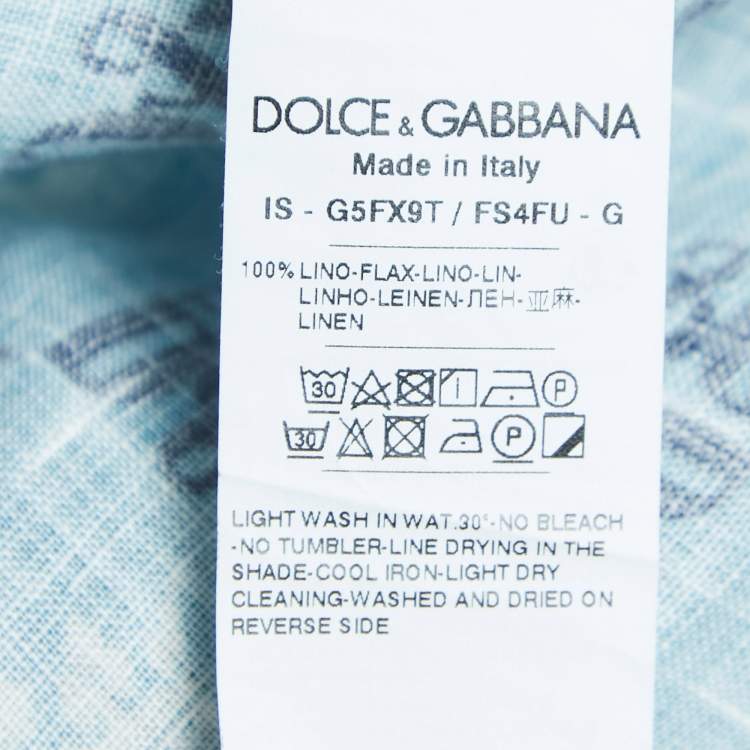 DOLCE & GABBANA
Made in Italy
IS - G5FX9T / FS4FU - G
100% LINO-FLAX-LINO-LIN-
LINHO-LEINEN-ЛЕН-亚麻-
LINEN
30 P
30 P
LIGHT WASH IN WAT.30°-NO BLEACH
-NO TUMBLER-LINE DRYING IN THE
SHADE-COOL IRON-LIGHT DRY
CLEANING-WASHED AND DRIED ON
REVERSE SIDE